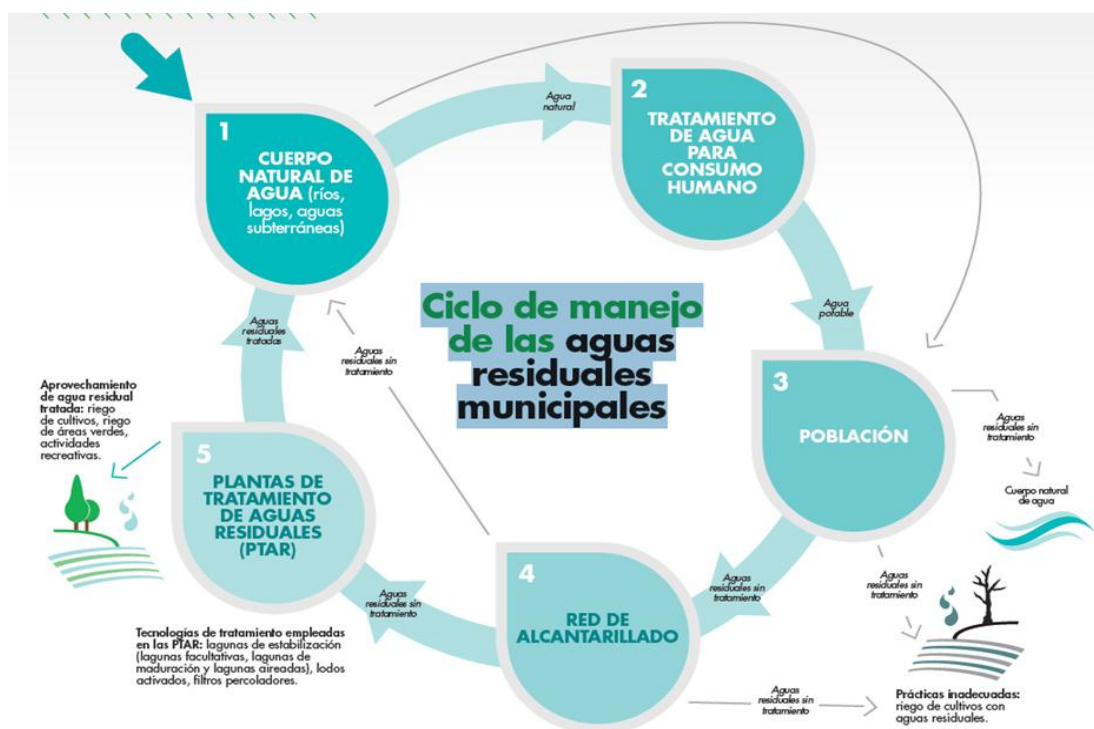 1
CUERPO
NATURAL DE
AGUA (ríos,
lagos, aguas
subterráneas)
Agua
natural
2
TRATAMIENTO
DE AGUA
PARA
CONSUMO
HUMANO
Agua
potable
Ciclo de manejo
de las aguas
residuales
municipales
3
POBLACIÓN
Aguas
residuales sin
tratamiento
Cuerpo natural
de agua
Aguas
residuales sin
tratamiento
Prácticas inadecuadas:
riego de cultivos con
aguas residuales.
Aguas
residuales sin
tratamiento
4
RED DE
ALCANTARILLADO
Aguas
residuales sin
tratamiento
Aguas
residuales sin
tratamiento
Aguas
residuales sin
tratamiento
5
PLANTAS DE
TRATAMIENTO
DE AGUAS
RESIDUALES
(PTAR)
Aguas
residuales
tratadas
Aprovechamiento
de agua residual
tratada: riego
de cultivos, riego
de áreas verdes,
actividades
recreativas.
Tecnologías de tratamiento empleadas
en las PTAR: lagunas de estabilización
(lagunas facultativas, lagunas de
maduración y lagunas aireadas), lodos
activados, filtros percoladores.